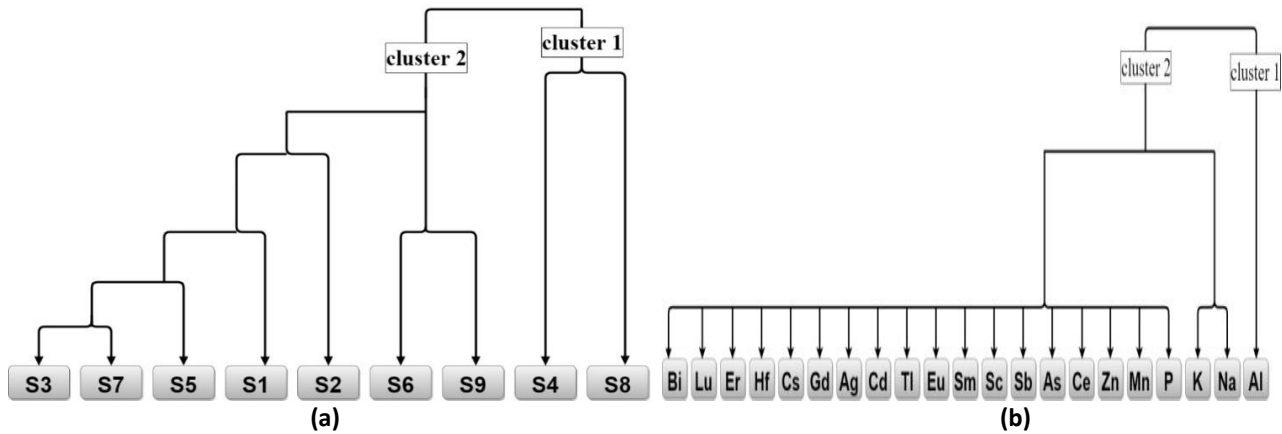 cluster 2
cluster 1
S3 S7 S5 S1 S2 S6 S9 S4 S8
(a)
cluster 2
cluster 1
Bi Lu Er Hf Cs Gd Ag Cd Tl Eu Sm Sc Sb As Ce Zn Mn P K Na Al
(b)